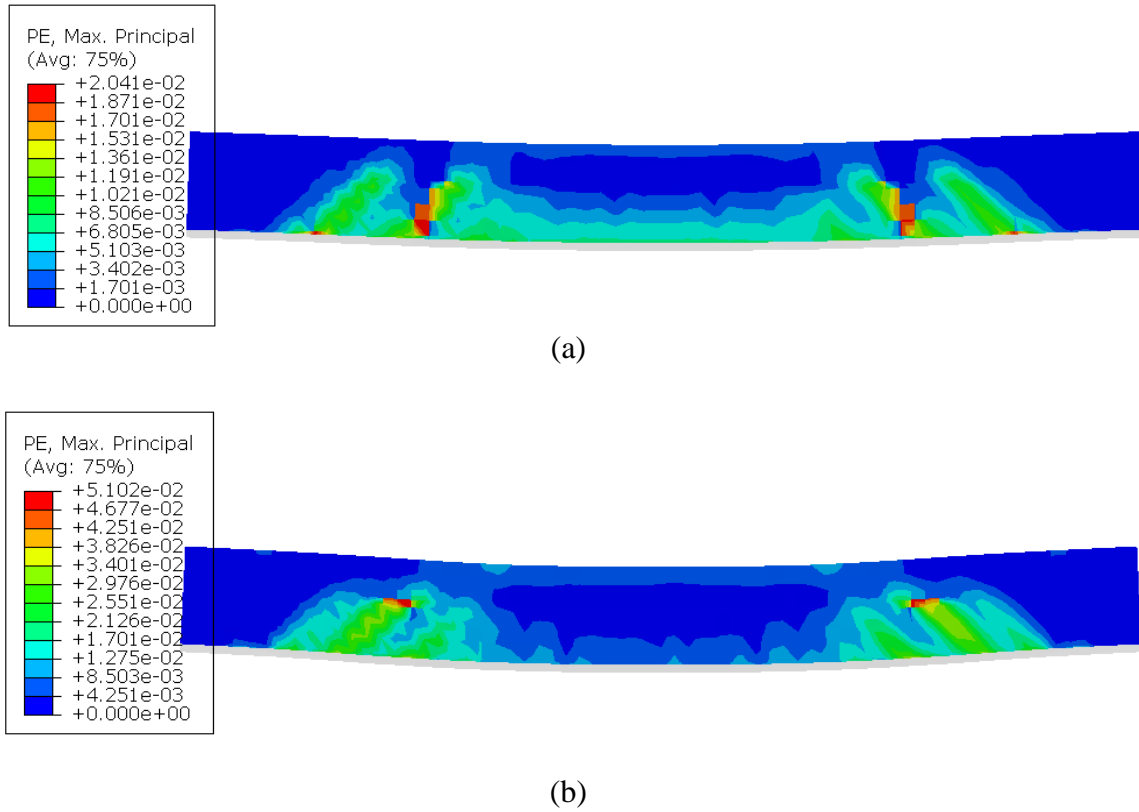 PE, Max. Principal
(Avg: 75%)
+2.041e-02
+1.871e-02
+1.701e-02
+1.531e-02
+1.361e-02
+1.191e-02
+1.021e-02
+8.506e-03
+6.805e-03
+5.103e-03
+3.402e-03
+1.701e-03
+0.000e+00
(a)
PE, Max. Principal
(Avg: 75%)
+5.102e-02
+4.677e-02
+4.251e-02
+3.826e-02
+3.401e-02
+2.976e-02
+2.551e-02
+2.126e-02
+1.701e-02
+1.275e-02
+8.503e-03
+4.251e-03
+0.000e+00
(b)